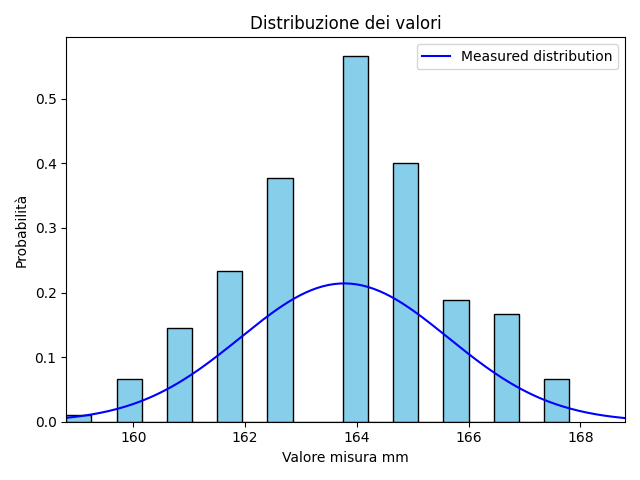 Distribuzione dei valori
Measured distribution
Probabilità
0.5
0.4
0.3
0.2
0.1
0.0
160 162 164 166 168
Valore misura mm